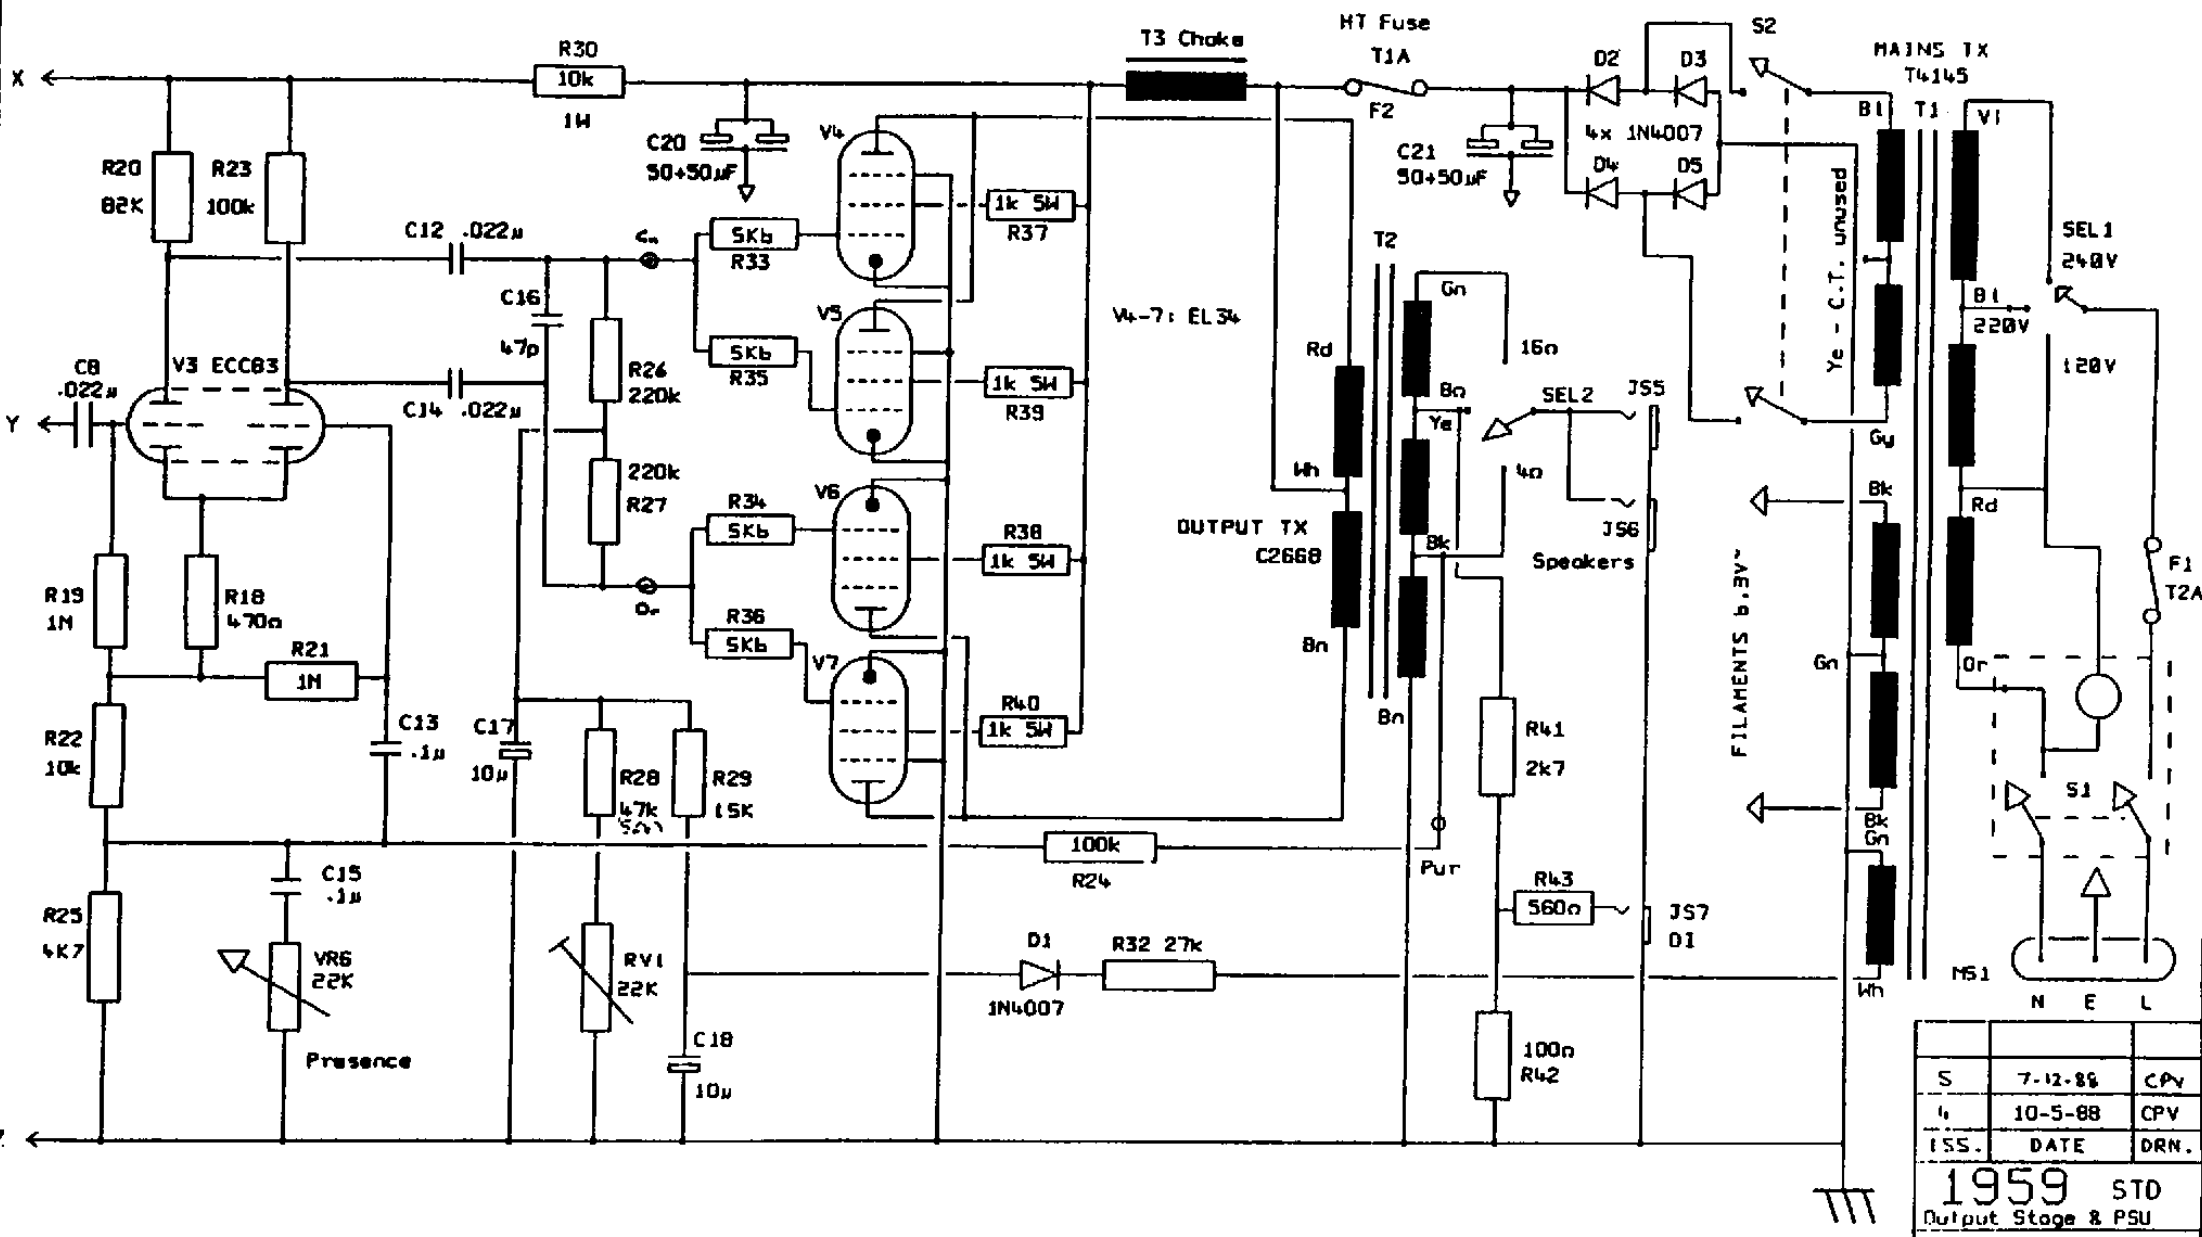 X
R30
10k
1W
T3 Choke
HT Fuse
T1A
F2
D2
D3
4x 1N4007
D4
D5
S2
MAINS TX
T4145
Bl
T1
Vi
R20
82K
R23
100k
C20
50+50µF
V4
1k 5W
R37
C21
50+50µF
Ye - C.T. unused
SEL1
240V
C12 .022µ
Gn
5K6
R33
T2
Gn
Bl
220V
C16
47p
V5
V4-7: EL34
Rd
16Ω
120V
C8
.022µ
V3 ECC83
R26
220k
5K6
R35
1k 5W
R39
Bn
SEL2
JS5
Y
C14 .022µ
Ye
Gy
220k
R27
V6
Wh
4Ω
Bk
Rd
R34
5K6
OUTPUT TX
C2668
R38
1k 5W
Bk
JS6
Speakers
F1
T2A
R19
1M
R18
470Ω
Or
R36
5K6
Bn
FILAMENTS 6.3V~
R21
1M
V7
Gn
Or
R22
10k
C13
.1µ
C17
10µ
R28
47k
R29
15K
R40
1k 5W
Bn
R41
2k7
S1
Bk
Gn
100k
R24
Pur
C15
.1µ
R25
4K7
R43
560Ω
JS7
DI
VR6
22K
RV1
22K
D1
1N4007
R32 27k
Wh
MS1
N E L
Presence
C18
10µ
100Ω
R42
5 7-12-88 CPV
4 10-5-88 CPV
ISS. DATE DRN.
1959 STD
Output Stage & PSU